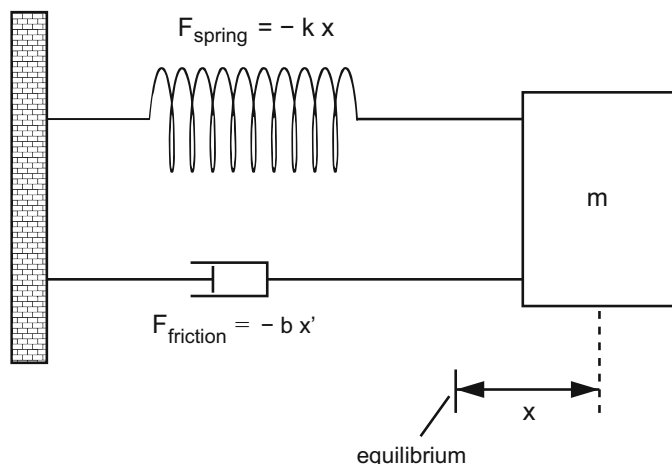 F_spring = − k x
m
F_friction = − b x'
x
equilibrium